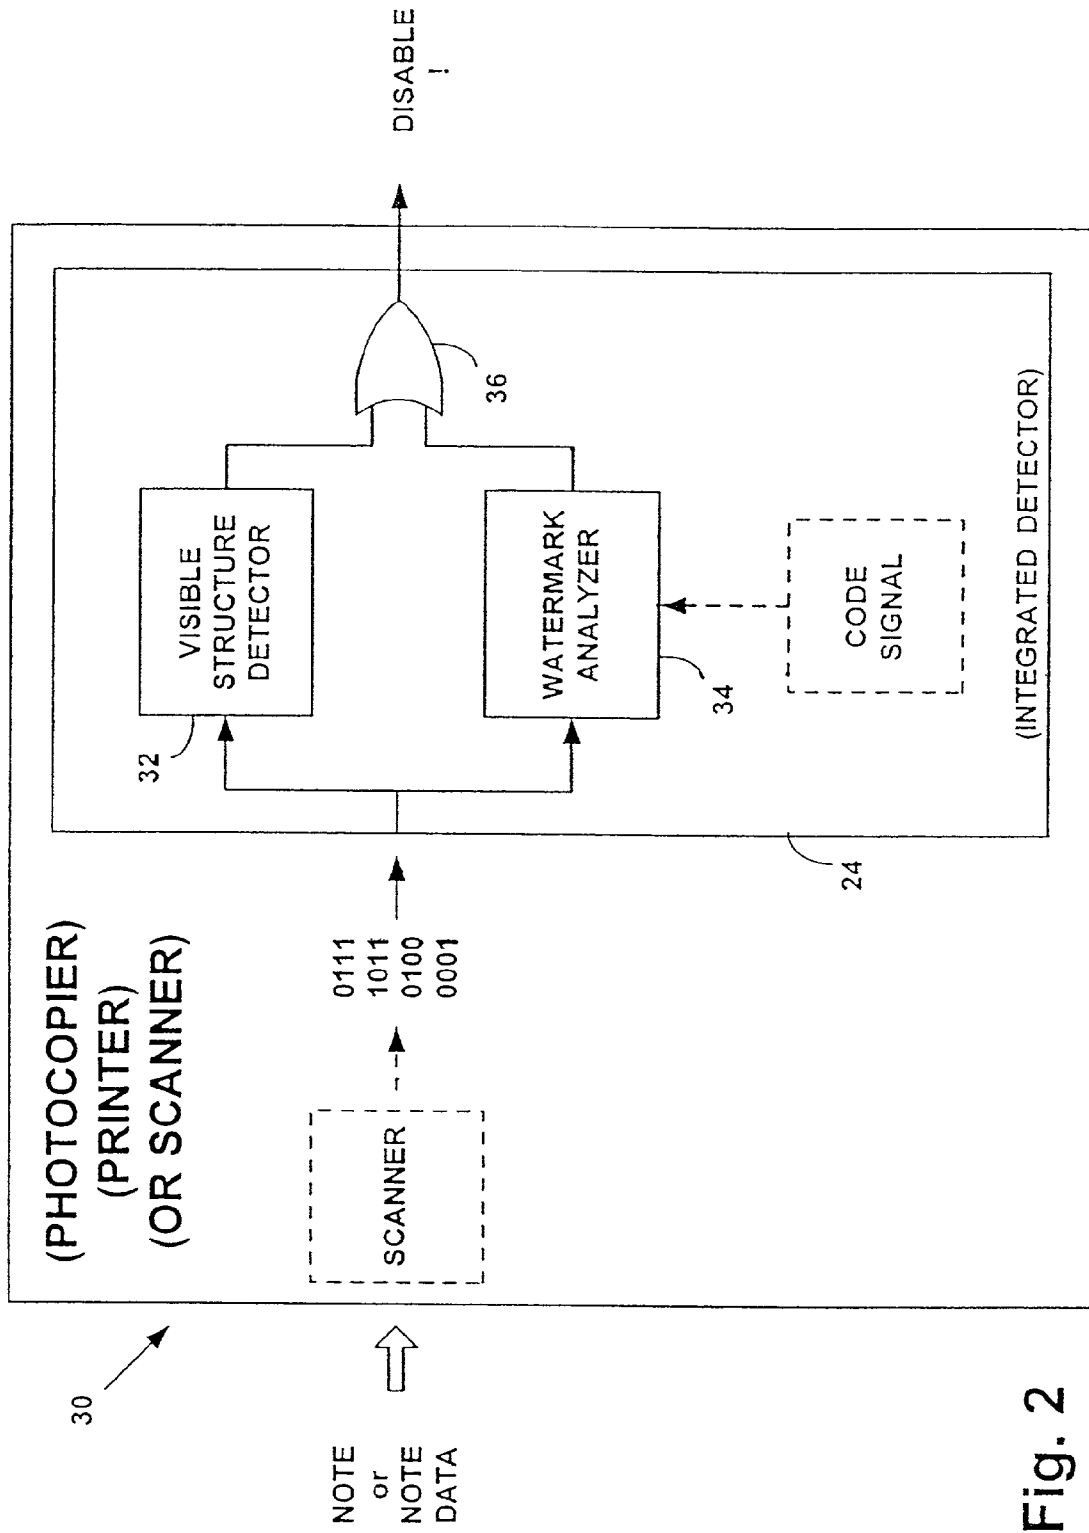 (PHOTOCOPIER)
(PRINTER)
(OR SCANNER)
30
NOTE
or
NOTE
DATA
SCANNER
0111
1011
0100
0001
24
32
VISIBLE
STRUCTURE
DETECTOR
34
WATERMARK
ANALYZER
CODE
SIGNAL
36
(INTEGRATED DETECTOR)
DISABLE
!
Fig. 2